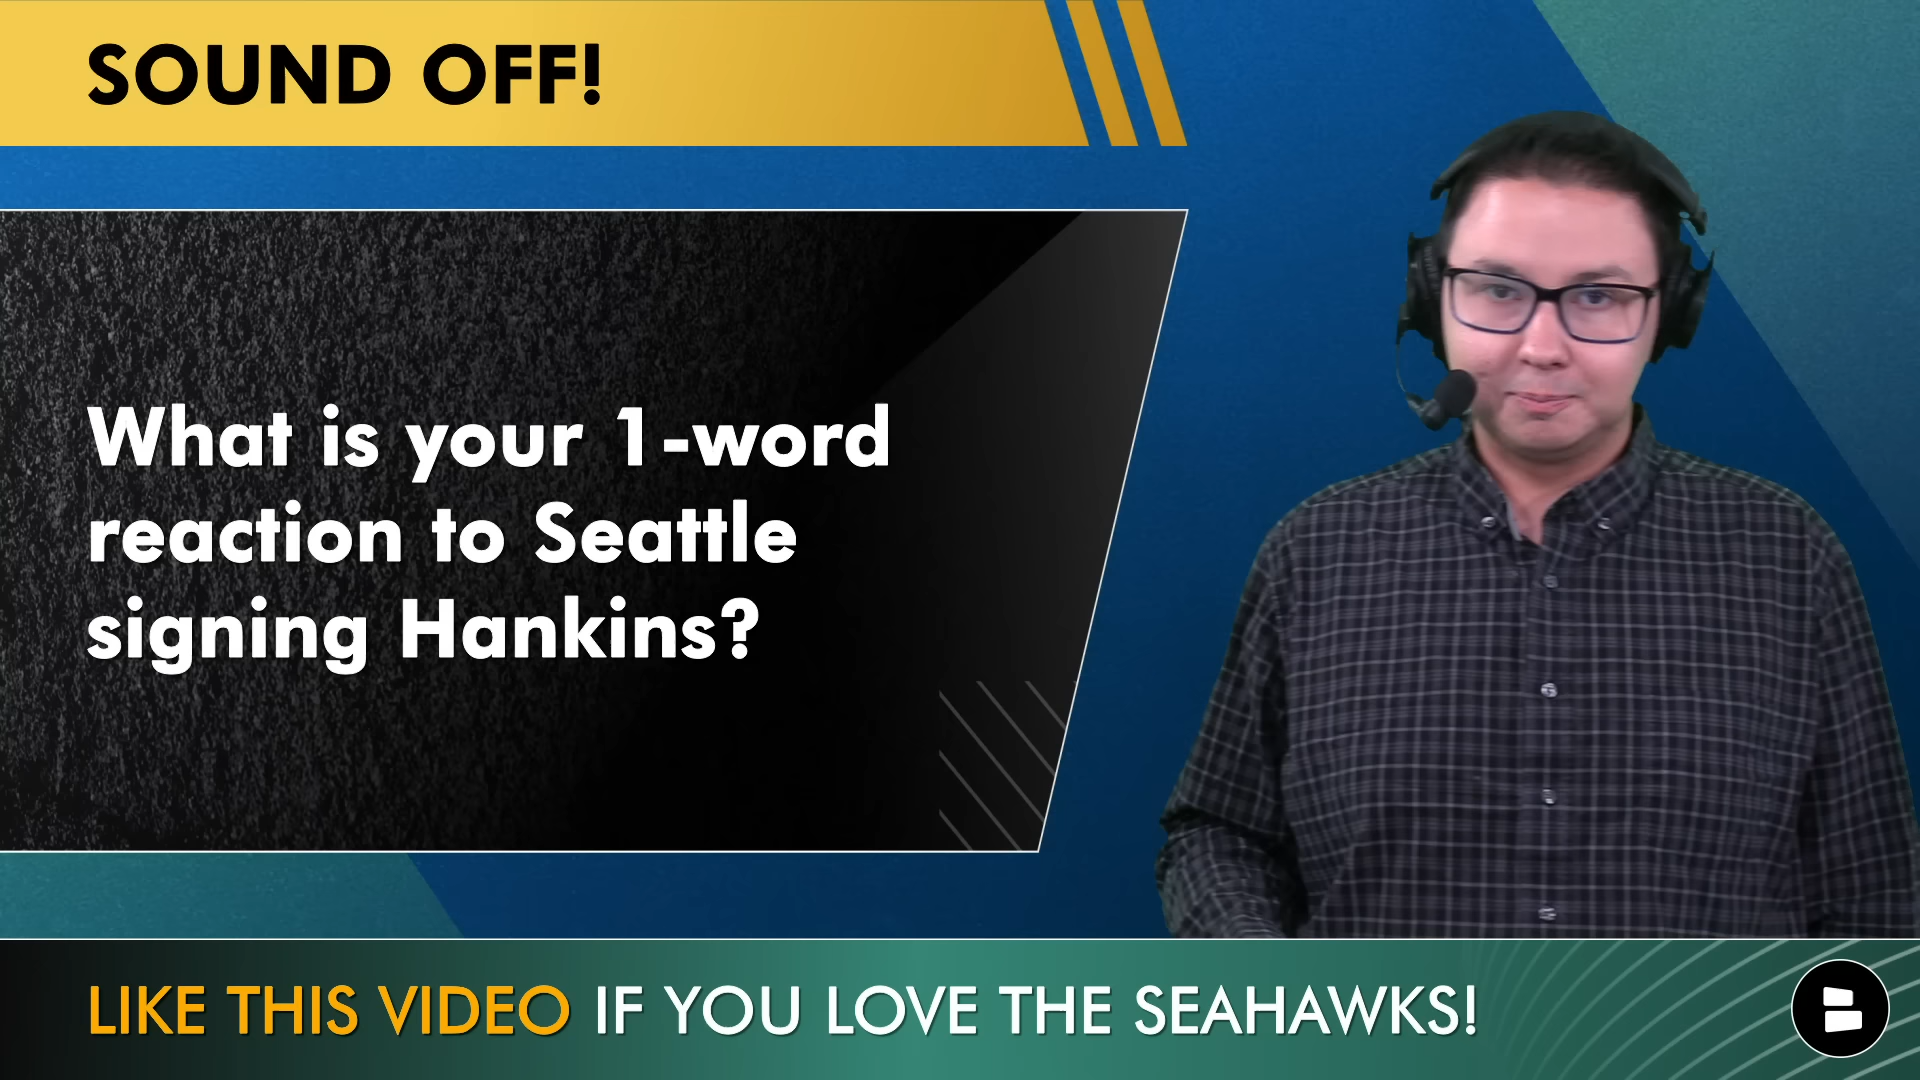 SOUND OFF!
What is your 1-word
reaction to Seattle
signing Hankins?
LIKE THIS VIDEO IF YOU LOVE THE SEAHAWKS!